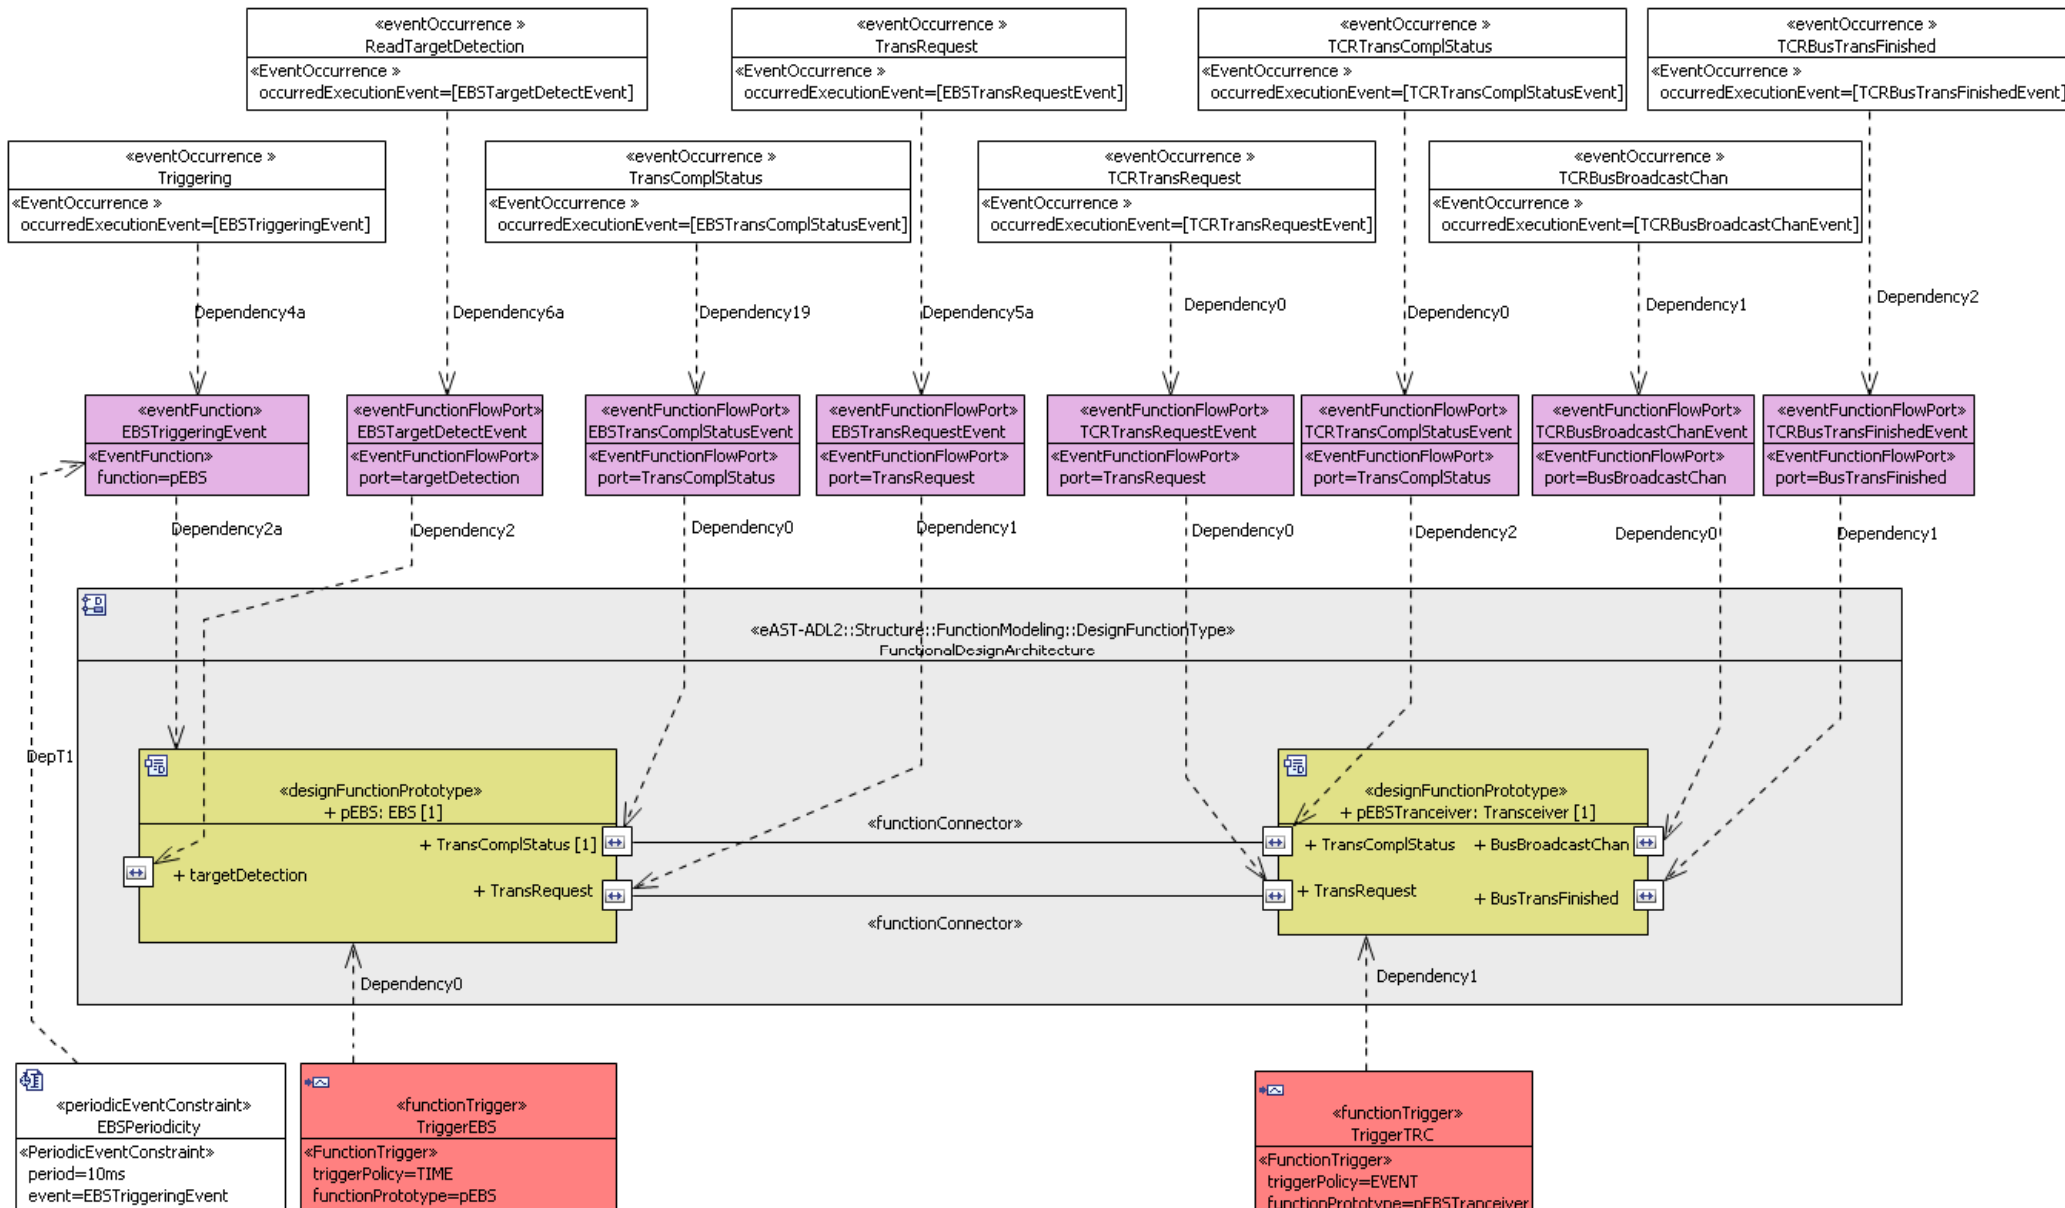 «eventOccurrence »
ReadTargetDetection
«EventOccurrence »
occurredExecutionEvent=[EBSTargetDetectEvent]
«eventOccurrence »
TransRequest
«EventOccurrence »
occurredExecutionEvent=[EBSTransRequestEvent]
«eventOccurrence »
TCRTransComplStatus
«EventOccurrence »
occurredExecutionEvent=[TCRTransComplStatusEvent]
«eventOccurrence »
TCRBusTransFinished
«EventOccurrence »
occurredExecutionEvent=[TCRBusTransFinishedEvent]
«eventOccurrence »
Triggering
«EventOccurrence »
occurredExecutionEvent=[EBSTriggeringEvent]
«eventOccurrence »
TransComplStatus
«EventOccurrence »
occurredExecutionEvent=[EBSTransComplStatusEvent]
«eventOccurrence »
TCRTransRequest
«EventOccurrence »
occurredExecutionEvent=[TCRTransRequestEvent]
«eventOccurrence »
TCRBusBroadcastChan
«EventOccurrence »
occurredExecutionEvent=[TCRBusBroadcastChanEvent]
Dependency4a
Dependency6a
Dependency19
Dependency5a
Dependency0
Dependency0
Dependency1
Dependency2
«eventFunction»
EBSTriggeringEvent
«EventFunction»
function=pEBS
«eventFunctionFlowPort»
EBSTargetDetectEvent
«EventFunctionFlowPort»
port=targetDetection
«eventFunctionFlowPort»
EBSTransComplStatusEvent
«EventFunctionFlowPort»
port=TransComplStatus
«eventFunctionFlowPort»
EBSTransRequestEvent
«EventFunctionFlowPort»
port=TransRequest
«eventFunctionFlowPort»
TCRTransRequestEvent
«EventFunctionFlowPort»
port=TransRequest
«eventFunctionFlowPort»
TCRTransComplStatusEvent
«EventFunctionFlowPort»
port=TransComplStatus
«eventFunctionFlowPort»
TCRBusBroadcastChanEvent
«EventFunctionFlowPort»
port=BusBroadcastChan
«eventFunctionFlowPort»
TCRBusTransFinishedEvent
«EventFunctionFlowPort»
port=BusTransFinished
Dependency2a
Dependency2
Dependency0
Dependency1
Dependency0
Dependency2
Dependency0
Dependency1
«eAST-ADL2::Structure::FunctionModeling::DesignFunctionType»
FunctionalDesignArchitecture
DepT1
«designFunctionPrototype»
+ pEBS: EBS [1]
+ TransComplStatus [1]
+ targetDetection
+ TransRequest
«functionConnector»
«functionConnector»
«designFunctionPrototype»
+ pEBSTranceiver: Transceiver [1]
+ TransComplStatus
+ BusBroadcastChan
+ TransRequest
+ BusTransFinished
Dependency0
Dependency1
«periodicEventConstraint»
EBSPeriodicity
«PeriodicEventConstraint»
period=10ms
event=EBSTriggeringEvent
«functionTrigger»
TriggerEBS
«FunctionTrigger»
triggerPolicy=TIME
functionPrototype=pEBS
«functionTrigger»
TriggerTRC
«FunctionTrigger»
triggerPolicy=EVENT
functionPrototype=pEBSTranceiver